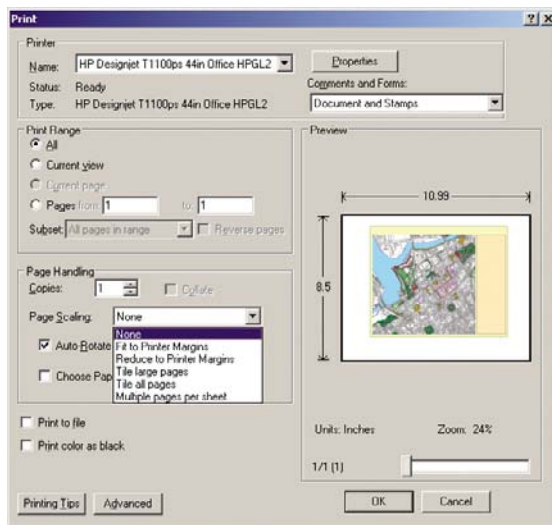 Print
Printer
Name: HP Designjet T1100ps 44in Office HPGL2
Properties
Status: Ready
Comments and Forms:
Type: HP Designjet T1100ps 44in Office HPGL2
Document and Stamps
Print Range
All
Current view
Current page
Pages from: 1 to: 1
Subset: All pages in range
Reverse pages
Page Handling
Copies: 1
Collate
Page Scaling: None
None
Fit to Printer Margins
Reduce to Printer Margins
Tile large pages
Tile all pages
Multiple pages per sheet
Auto Rotate
Choose Pap
Print to file
Print color as black
Preview
10.99
8.5
Units: Inches Zoom: 24%
1/1 (1)
Printing Tips
Advanced
OK
Cancel